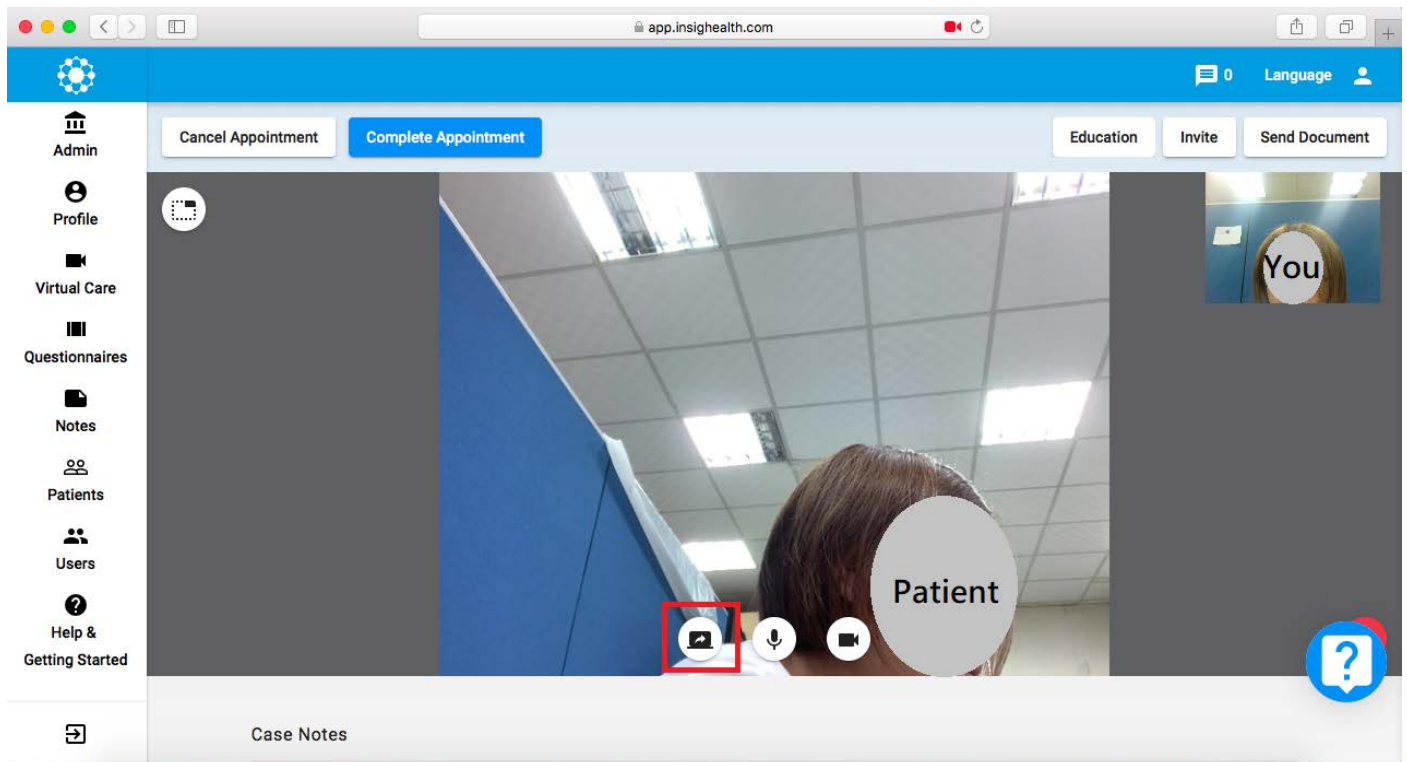 app.insighealth.com
0 Language
Admin
Profile
Virtual Care
Questionnaires
Notes
Patients
Users
Help &
Getting Started
Cancel Appointment Complete Appointment Education Invite Send Document
You
Patient
?
Case Notes